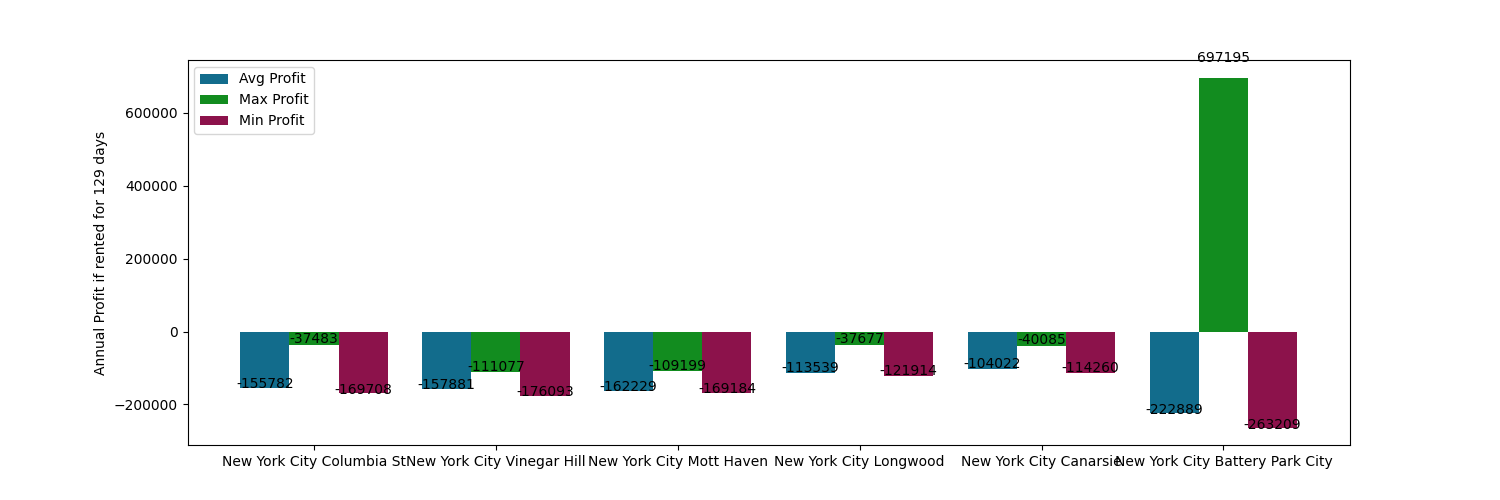 697195
Avg Profit
Max Profit
Min Profit
Annual Profit if rented for 129 days
600000
400000
200000
0
−200000
-155782
-37483
-169708
-157881
-111077
-176093
-162229
-109199
-169184
-113539
-37677
-121914
-104022
-40085
-114260
-222889
-263209
New York City Columbia St
New York City Vinegar Hill
New York City Mott Haven
New York City Longwood
New York City Canarsie
New York City Battery Park City